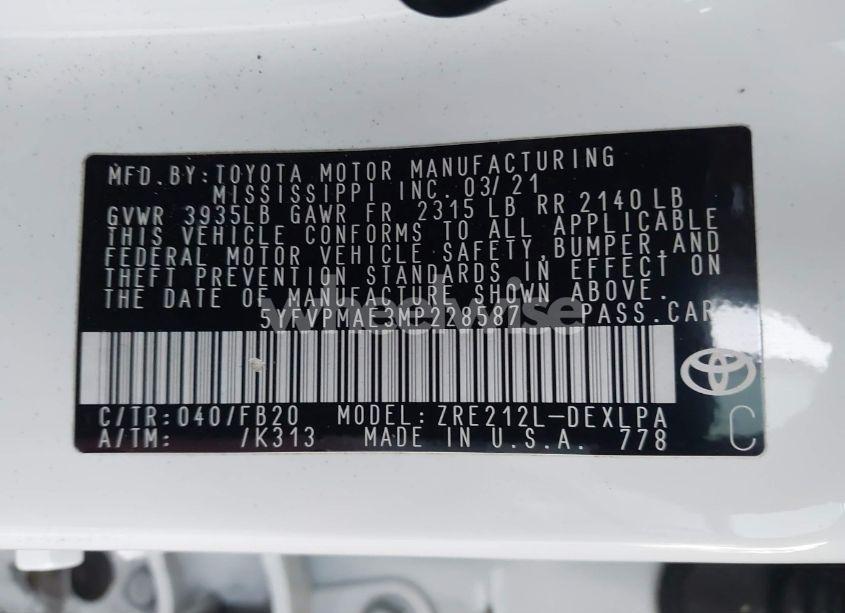 MFD. BY: TOYOTA MOTOR MANUFACTURING
MISSISSIPPI INC. 03/21
GVWR 3935LB GAWR FR 2315 LB RR 2140 LB
THIS VEHICLE CONFORMS TO ALL APPLICABLE
FEDERAL MOTOR VEHICLE SAFETY, BUMPER, AND
THEFT PREVENTION STANDARDS IN EFFECT ON
THE DATE OF MANUFACTURE SHOWN ABOVE.
wheelwise
PASS. CAR
C/TR: 040/FB20 MODEL: ZRE212L-DEXLPA
A/TM: /K313 MADE IN U.S.A. 778 C